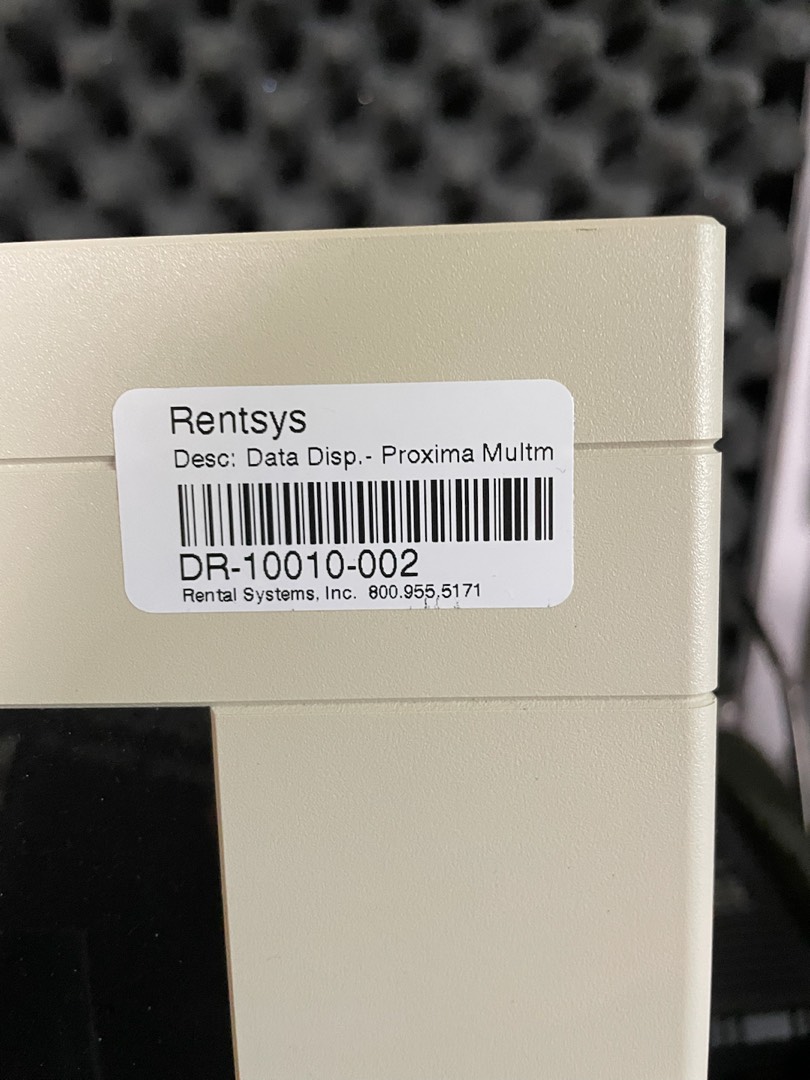 Rentsys
Desc: Data Disp.- Proxima Multm
DR-10010-002
Rental Systems, Inc. 800.955.5171